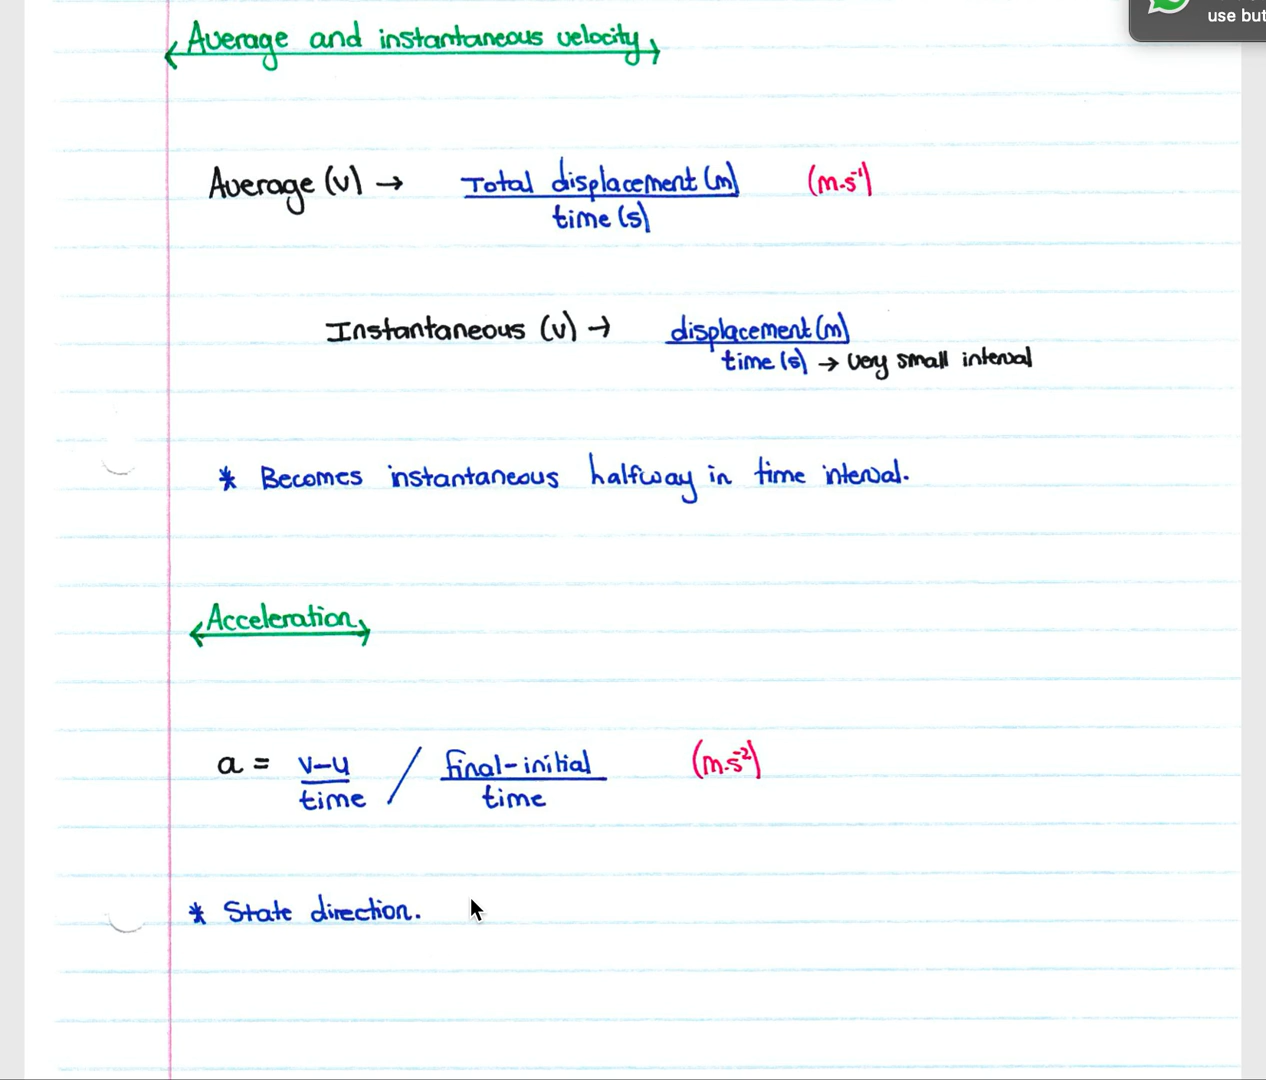 use but
Average and instantaneous velocity
Average (v) → Total displacement (m) (m.s⁻¹)
time (s)
Instantaneous (v) → displacement (m)
time (s) → very small interval
* Becomes instantaneous halfway in time interval.
Acceleration
a = v-u / final-initial (m.s⁻²)
time time
* State direction.